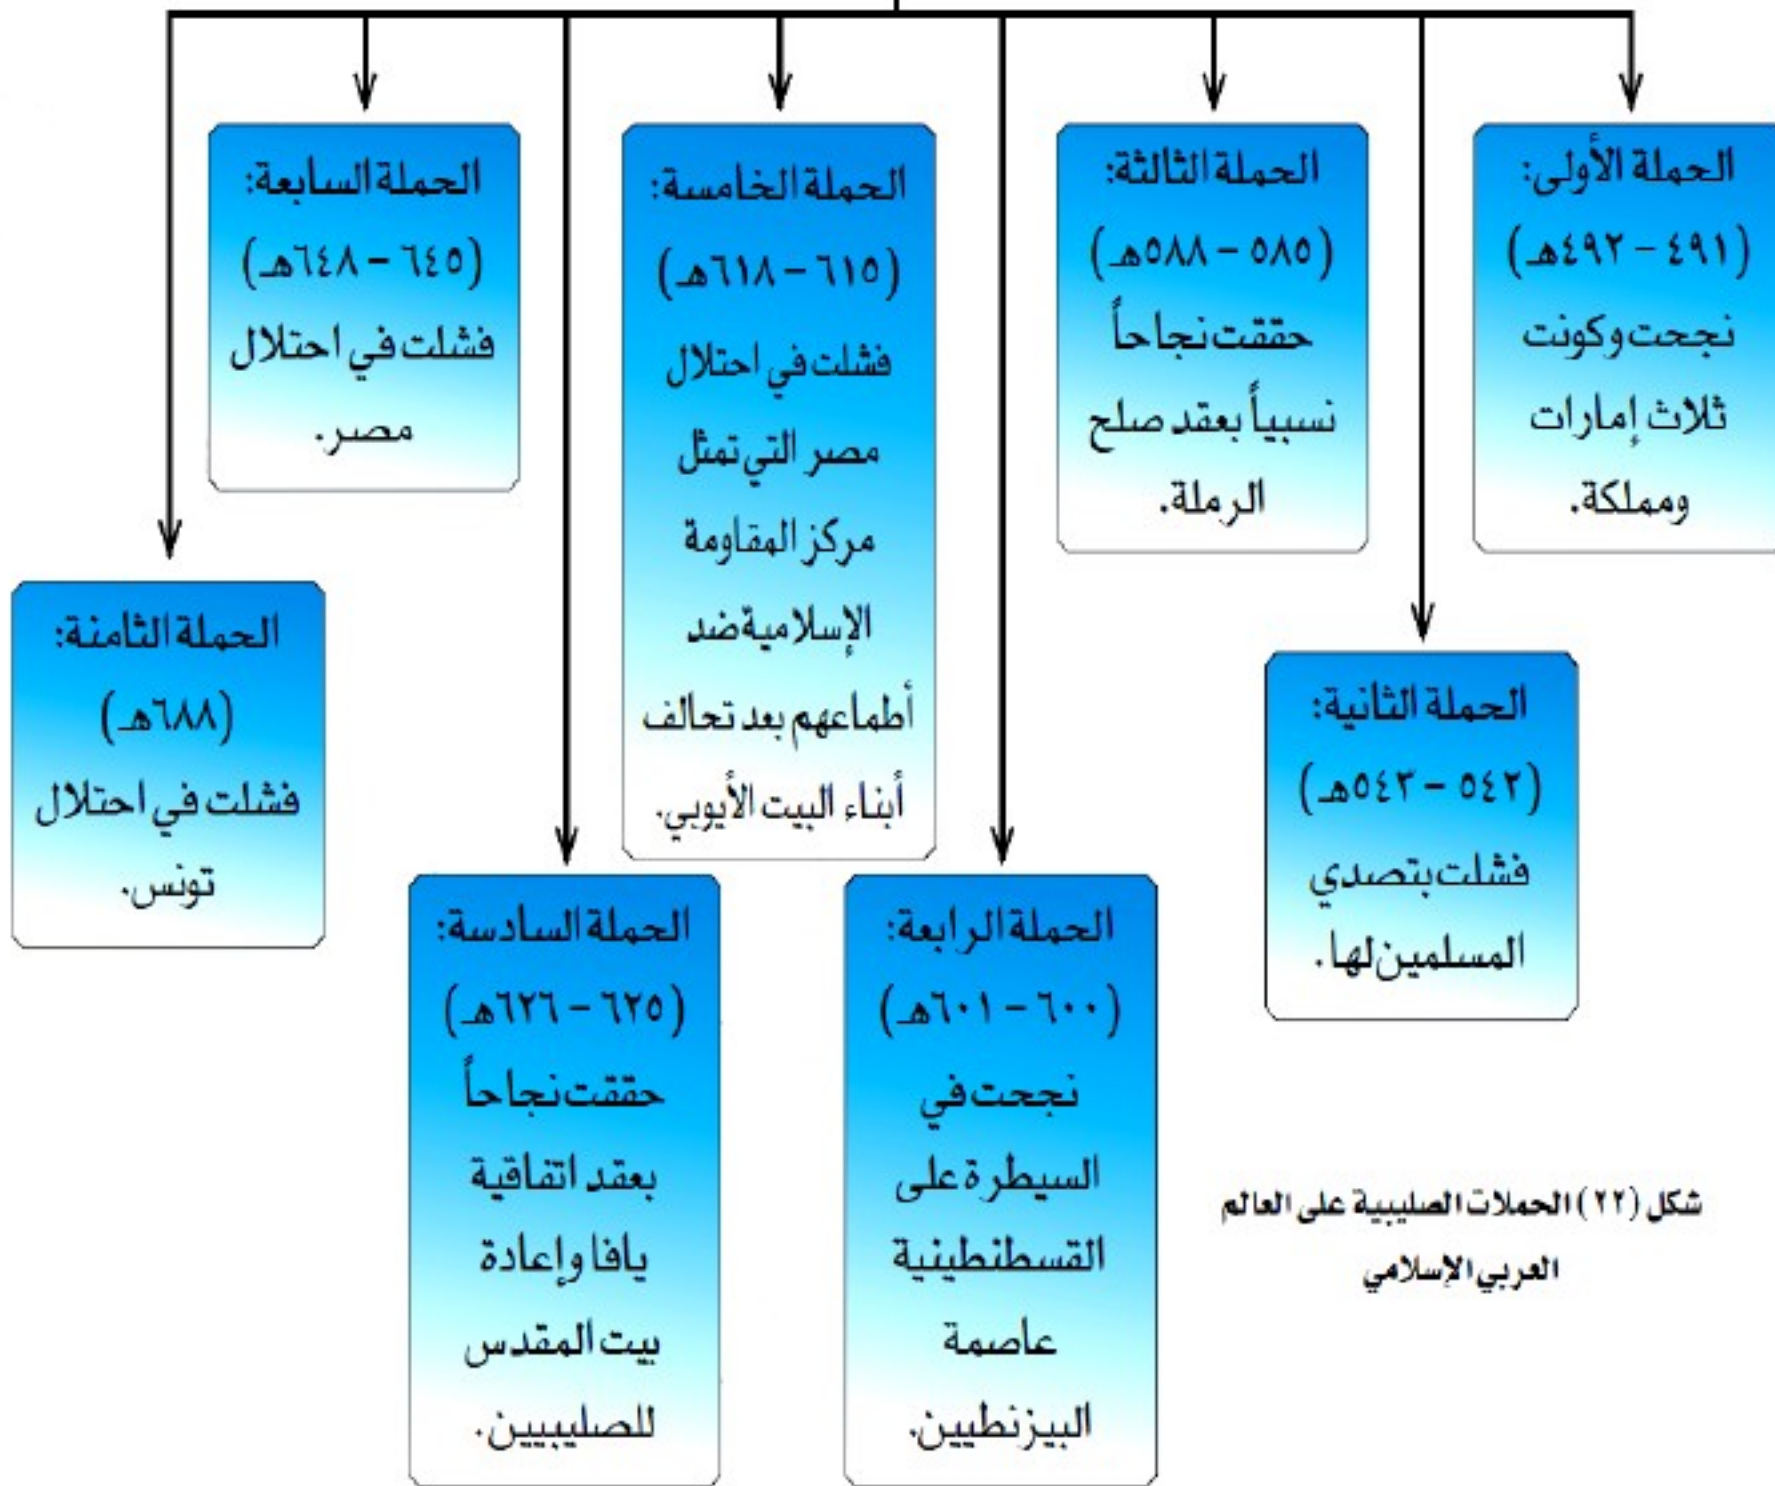 الحملة الأولى:
(٤٩١ – ٤٩٢هـ)
نجحت وكونت
ثلاث إمارات
ومملكة.
الحملة الثانية:
(٥٤٢ – ٥٤٣هـ)
فشلت بتصدي
المسلمين لها.
الحملة الثالثة:
(٥٨٥ – ٥٨٨هـ)
حققت نجاحاً
نسبياً بعقد صلح
الرملة.
الحملة الرابعة:
(٦٠٠ – ٦٠١هـ)
نجحت في
السيطرة على
القسطنطينية
عاصمة
البيزنطيين.
الحملة الخامسة:
(٦١٥ – ٦١٨هـ)
فشلت في احتلال
مصر التي تمثل
مركز المقاومة
الإسلامية ضد
أطماعهم بعد تحالف
أبناء البيت الأيوبي.
الحملة السادسة:
(٦٢٥ – ٦٢٦هـ)
حققت نجاحاً
بعقد اتفاقية
يافا وإعادة
بيت المقدس
للصليبيين.
الحملة السابعة:
(٦٤٥ – ٦٤٨هـ)
فشلت في احتلال
مصر.
الحملة الثامنة:
(٦٨٨هـ)
فشلت في احتلال
تونس.
شكل (٢٢) الحملات الصليبية على العالم
العربي الإسلامي